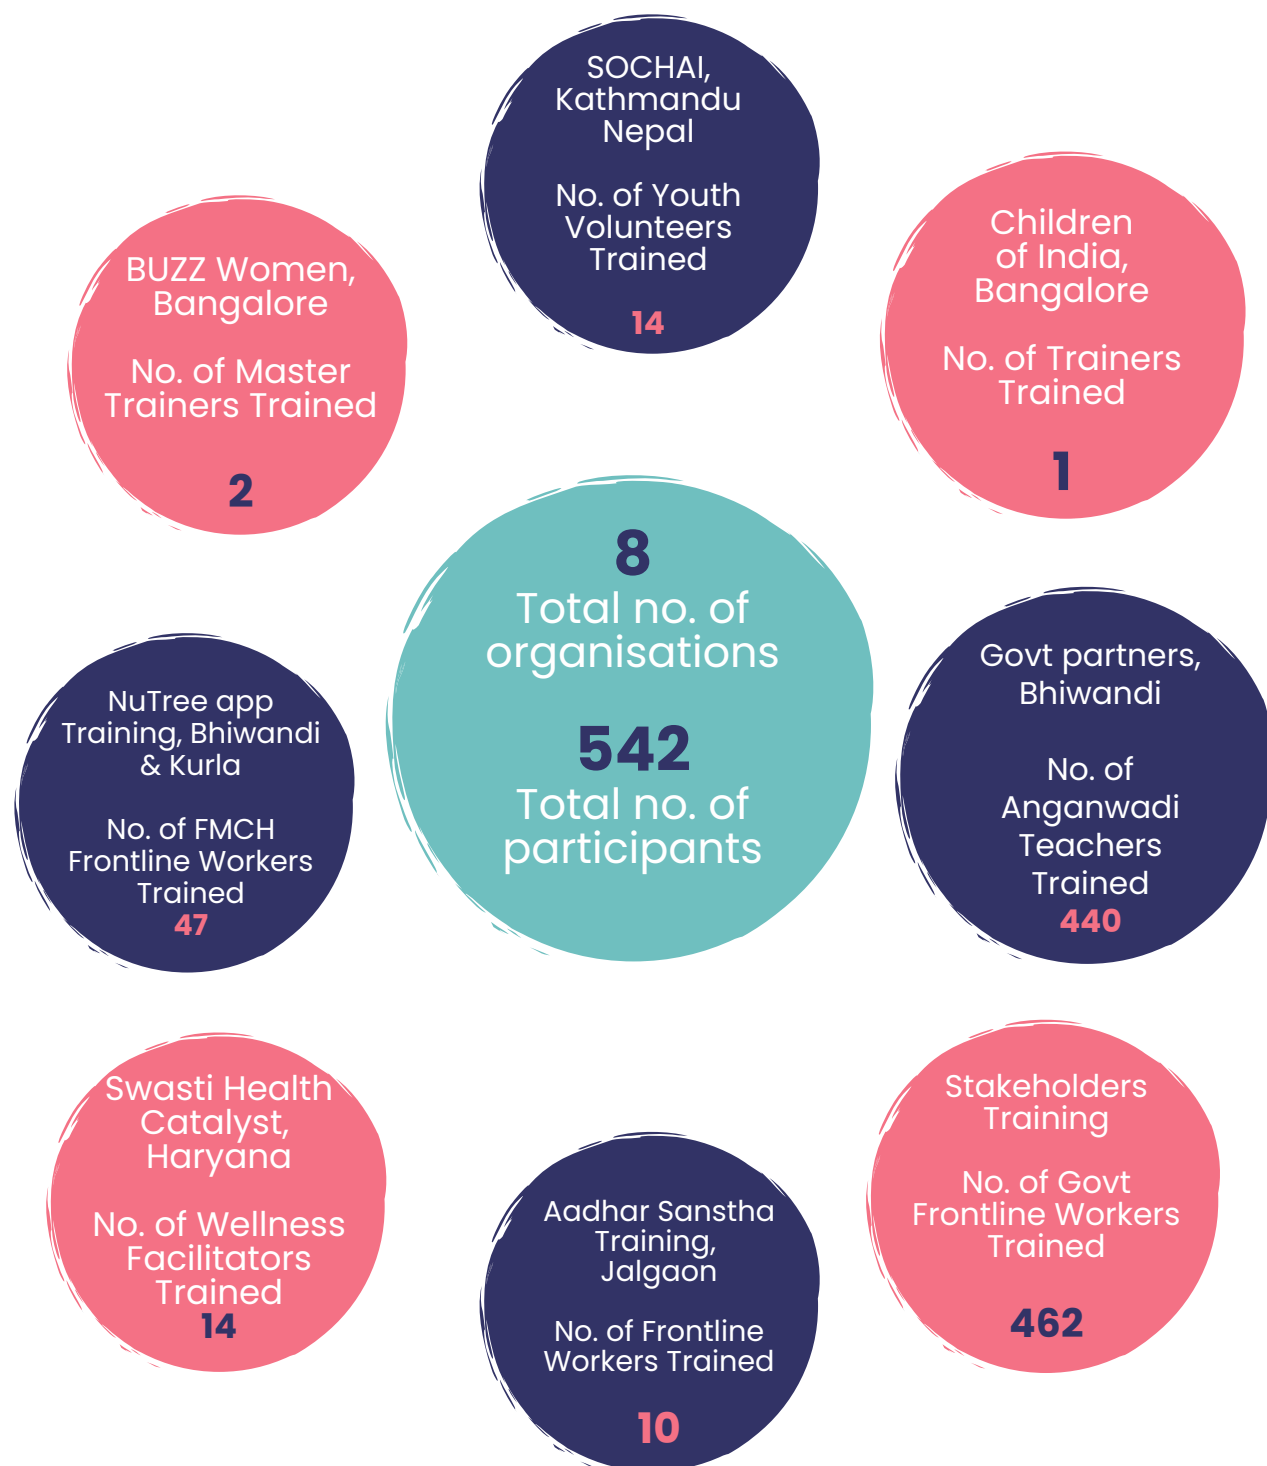 SOCHAI,
Kathmandu
Nepal
No. of Youth
Volunteers
Trained
14
BUZZ Women,
Bangalore
No. of Master
Trainers Trained
2
Children
of India,
Bangalore
No. of Trainers
Trained
1
8
Total no. of
organisations
542
Total no. of
participants
NuTree app
Training, Bhiwandi
& Kurla
No. of FMCH
Frontline Workers
Trained
47
Govt partners,
Bhiwandi
No. of
Anganwadi
Teachers
Trained
440
Swasti Health
Catalyst,
Haryana
No. of Wellness
Facilitators
Trained
14
Aadhar Sanstha
Training,
Jalgaon
No. of Frontline
Workers Trained
10
Stakeholders
Training
No. of Govt
Frontline Workers
Trained
462